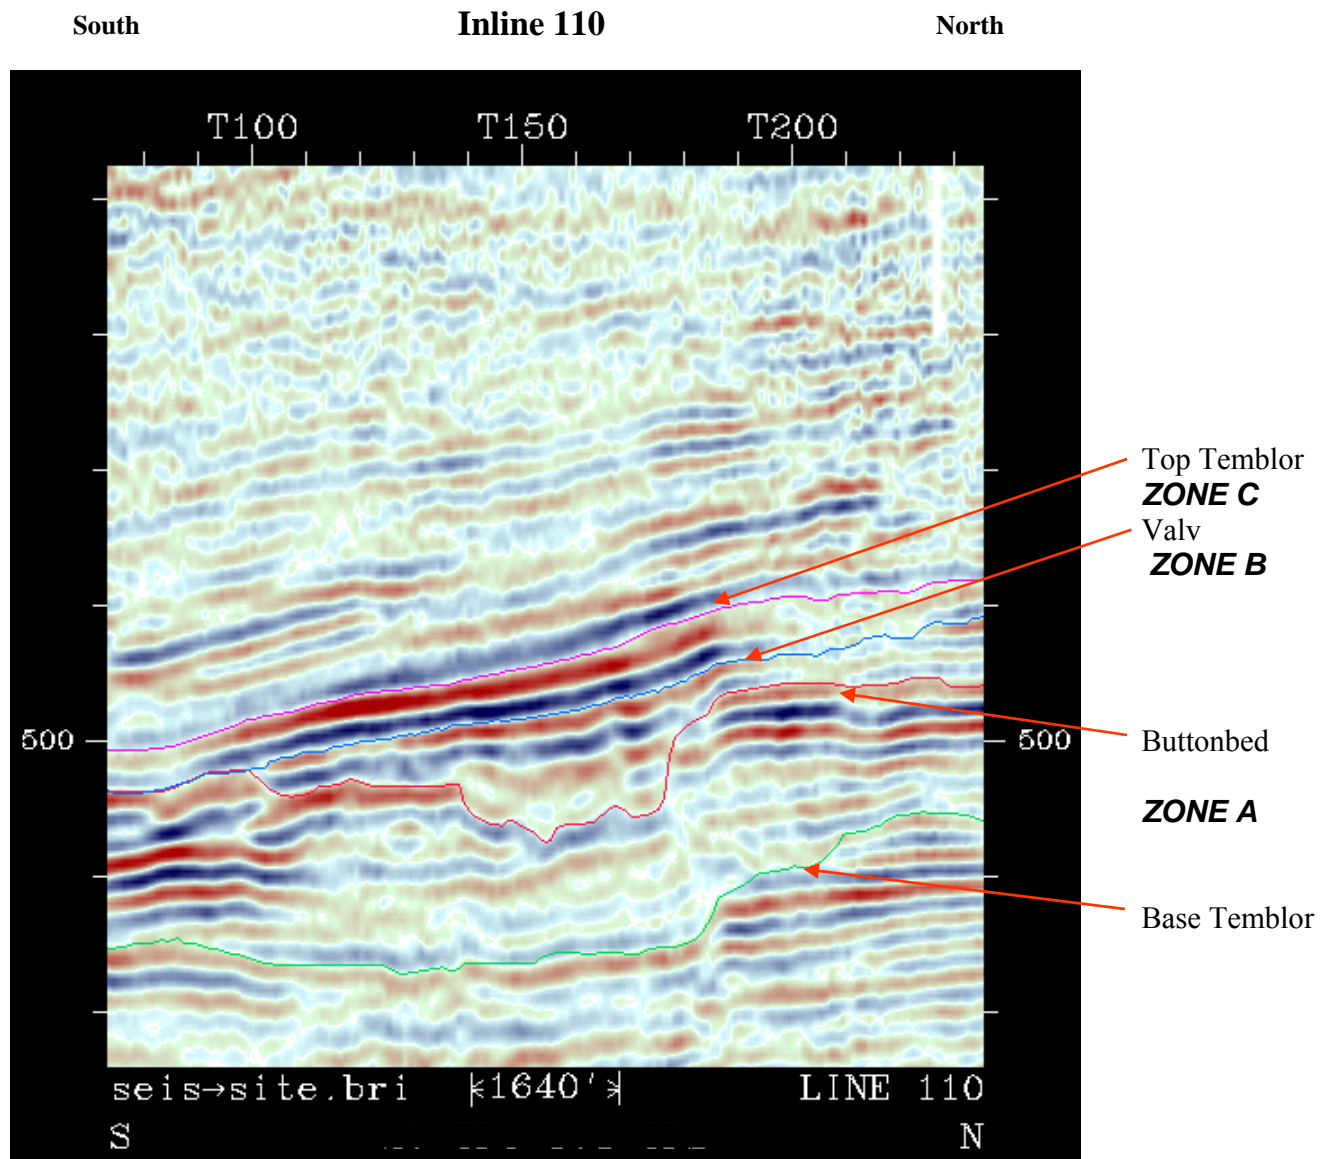 South Inline 110 North
T100 T150 T200
Top Temblor
ZONE C
Valv
ZONE B
500 500
Buttonbed
ZONE A
Base Temblor
seis→site.bri 1640' LINE 110
S N